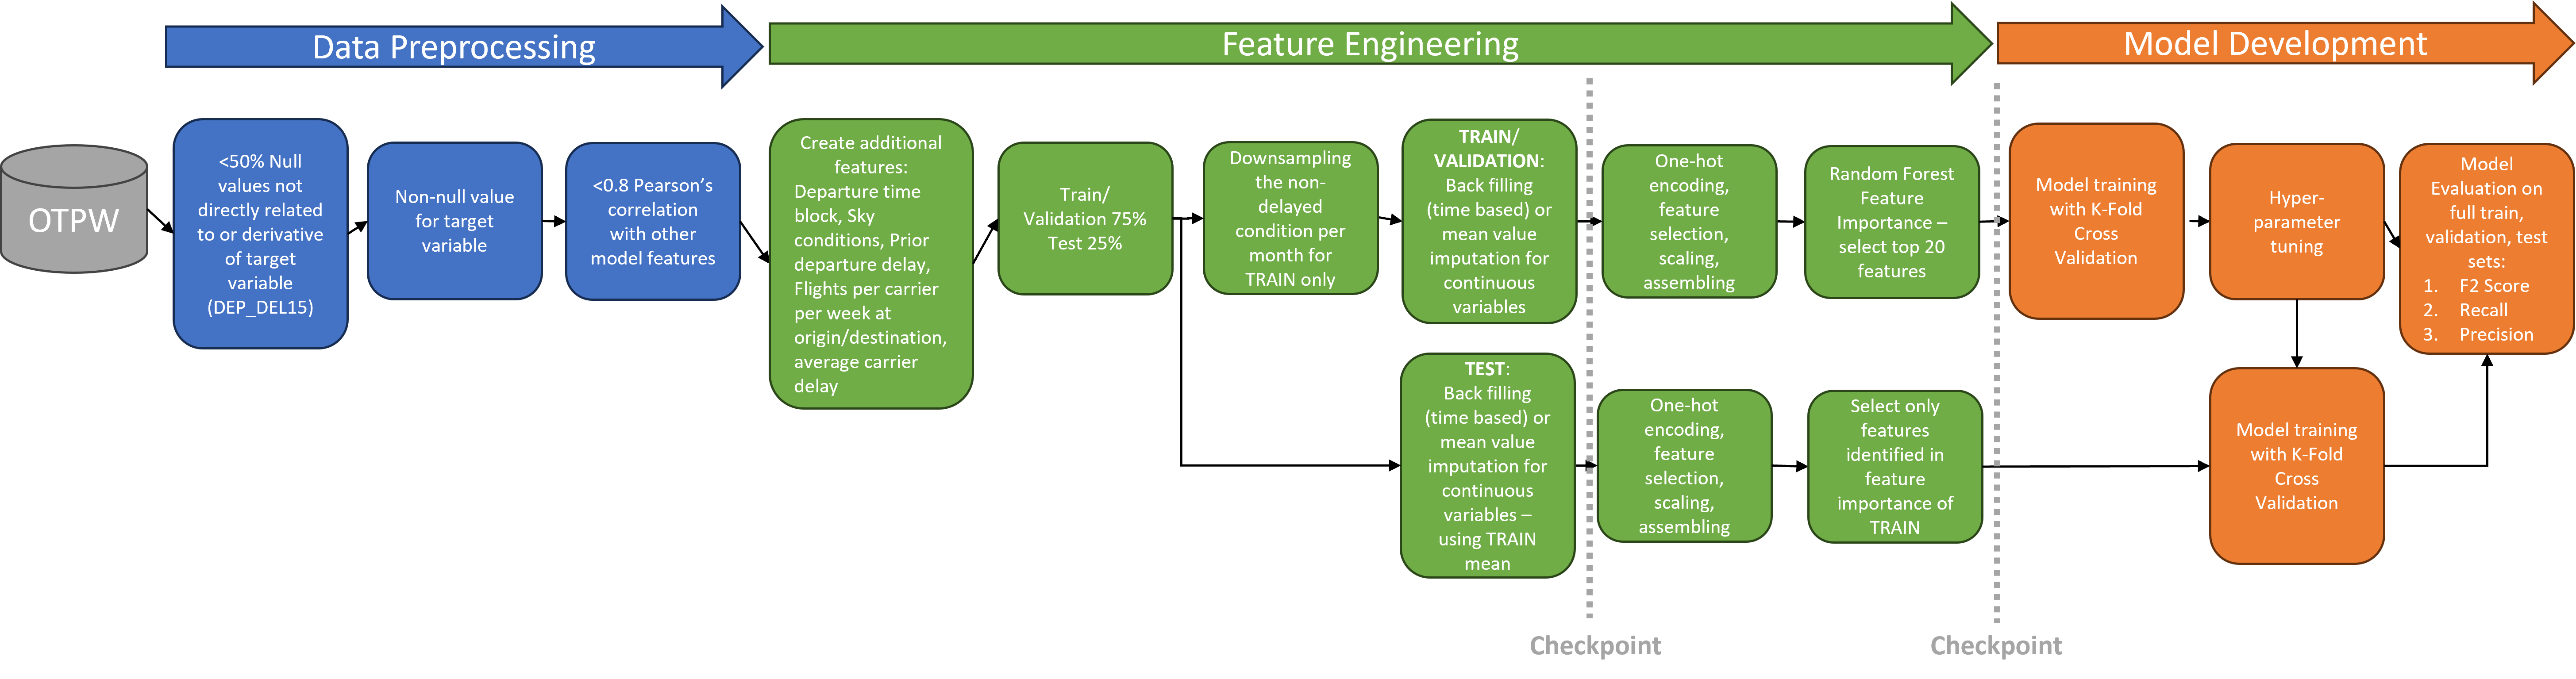 Data Preprocessing
Feature Engineering
Model Development
OTPW
<50% Null
values not
directly related
to or derivative
of target
variable
(DEP_DEL15)
Non-null value
for target
variable
<0.8 Pearson’s
correlation
with other
model features
Create additional
features:
Departure time
block, Sky
conditions, Prior
departure delay,
Flights per carrier
per week at
origin/destination,
average carrier
delay
Train/
Validation 75%
Test 25%
Downsampling
the non-
delayed
condition per
month for
TRAIN only
TRAIN/
VALIDATION:
Back filling
(time based) or
mean value
imputation for
continuous
variables
One-hot
encoding,
feature
selection,
scaling,
assembling
Random Forest
Feature
Importance –
select top 20
features
Model training
with K-Fold
Cross
Validation
Hyper-
parameter
tuning
Model
Evaluation on
full train,
validation, test
sets:
1. F2 Score
2. Recall
3. Precision
TEST:
Back filling
(time based) or
mean value
imputation for
continuous
variables –
using TRAIN
mean
One-hot
encoding,
feature
selection,
scaling,
assembling
Select only
features
identified in
feature
importance of
TRAIN
Model training
with K-Fold
Cross
Validation
Checkpoint
Checkpoint